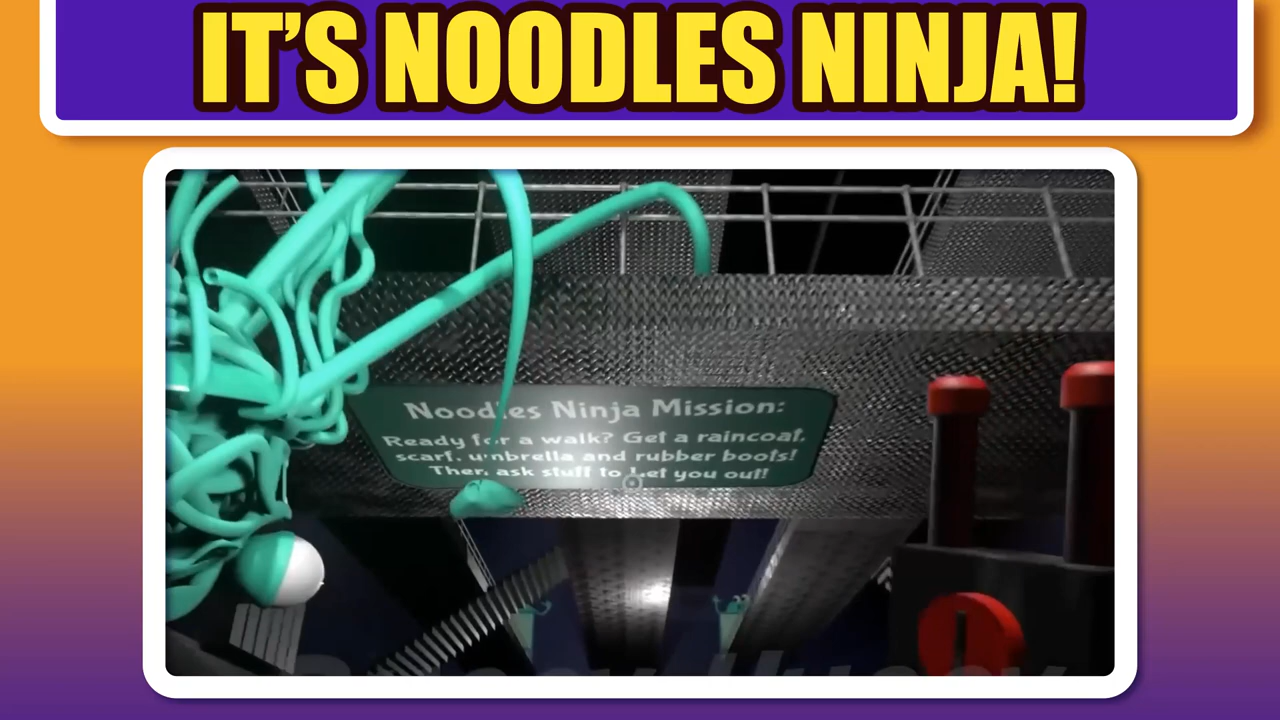 IT'S NOODLES NINJA!
Noodles Ninja Mission:
Ready for a walk? Get a raincoat,
scarf, umbrella and rubber boots!
Then ask stuff to let you out!